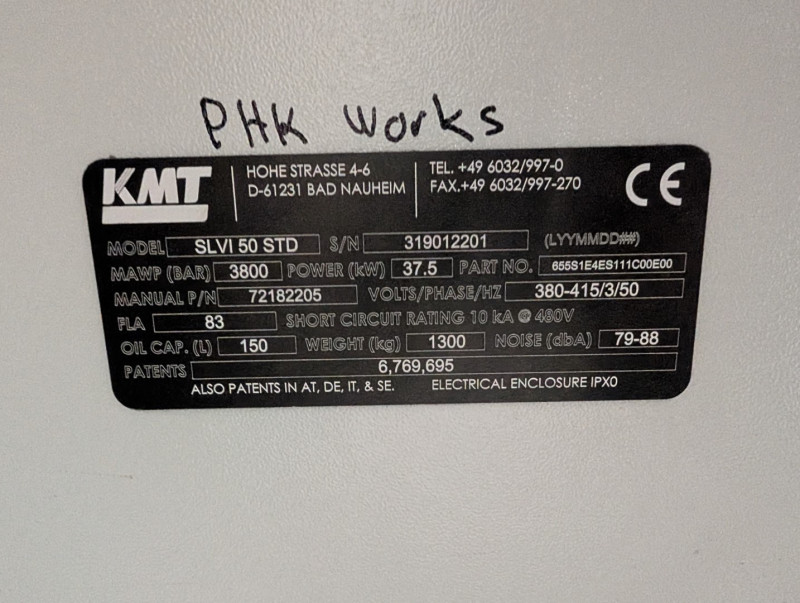 PHK Works
KMT
HOHE STRASSE 4-6
D-61231 BAD NAUHEIM
TEL. +49 6032/997-0
FAX.+49 6032/997-270
CE
MODEL SLVI 50 STD S/N 319012201 (LYYMMDD##)
MAWP (BAR) 3800 POWER (kW) 37.5 PART NO. 655S1E4ES111C00E00
MANUAL P/N 72182205 VOLTS/PHASE/HZ 380-415/3/50
FLA 83 SHORT CIRCUIT RATING 10 kA @ 480V
OIL CAP. (L) 150 WEIGHT (kg) 1300 NOISE (dbA) 79-88
PATENTS 6,769,695
ALSO PATENTS IN AT, DE, IT, & SE. ELECTRICAL ENCLOSURE IPX0